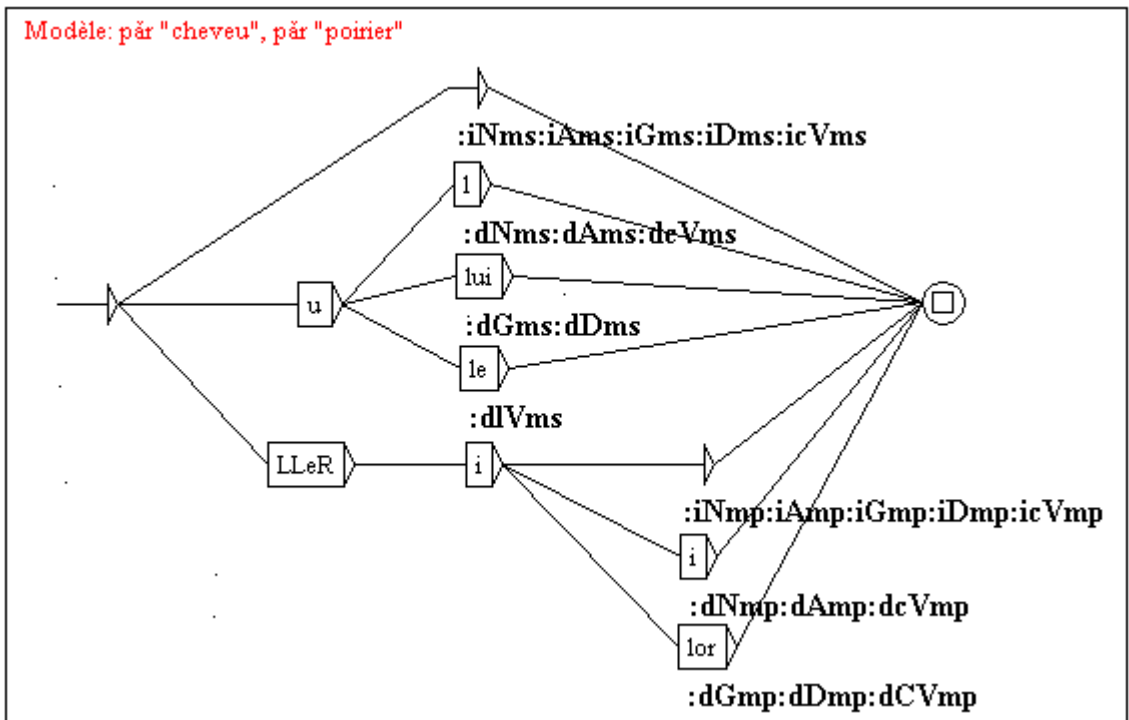 Modèle: păr "cheveu", păr "poirier"
:iNms:iAms:iGms:iDms:icVms
l
:dNms:dAms:deVms
lui
u
:dGms:dDms
le
:dlVms
LLeR
i
:iNmp:iAmp:iGmp:iDmp:icVmp
i
:dNmp:dAmp:dcVmp
lor
:dGmp:dDmp:dCVmp